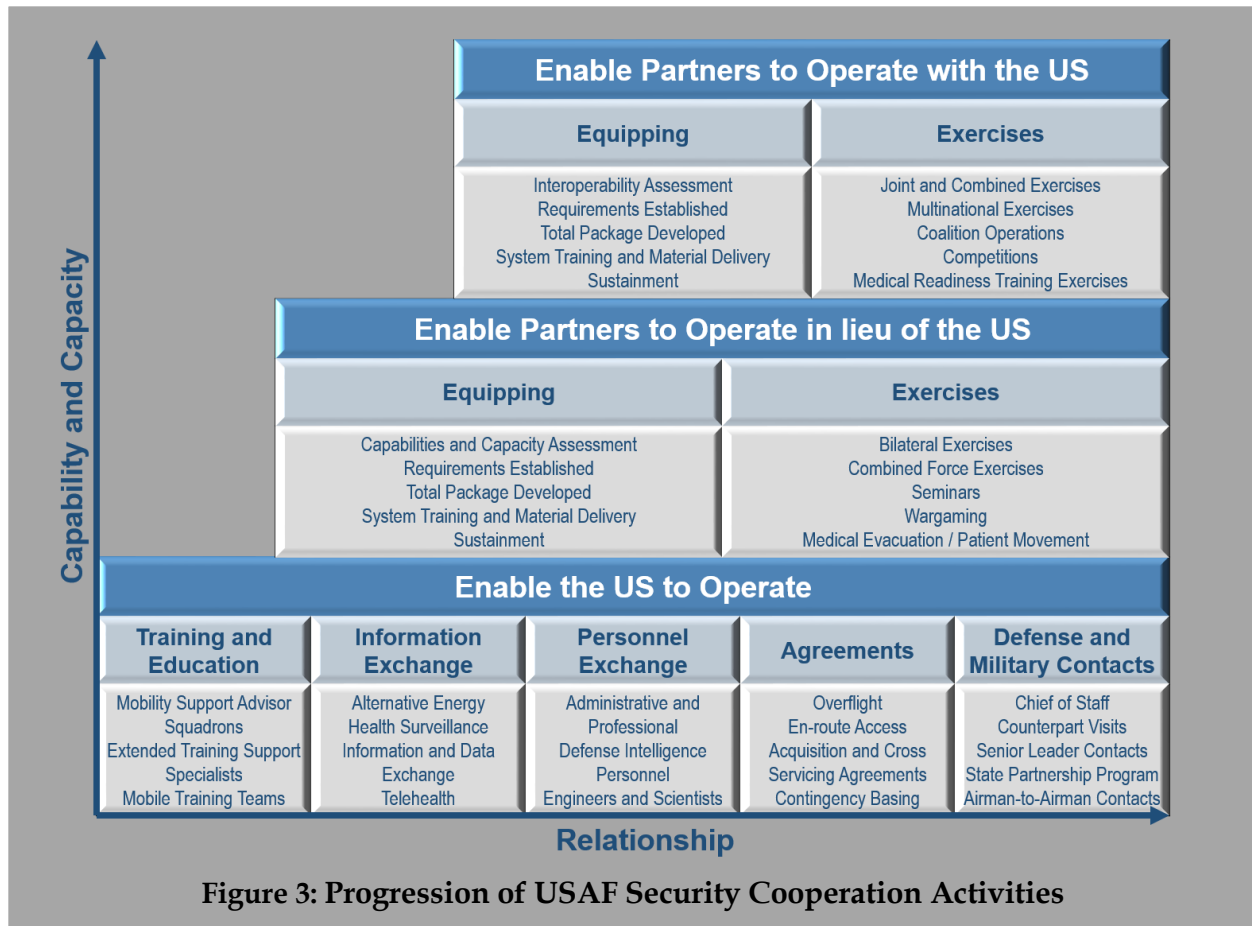 Capability and Capacity
Enable Partners to Operate with the US
Equipping
Interoperability Assessment
Requirements Established
Total Package Developed
System Training and Material Delivery
Sustainment
Exercises
Joint and Combined Exercises
Multinational Exercises
Coalition Operations
Competitions
Medical Readiness Training Exercises
Enable Partners to Operate in lieu of the US
Equipping
Capabilities and Capacity Assessment
Requirements Established
Total Package Developed
System Training and Material Delivery
Sustainment
Exercises
Bilateral Exercises
Combined Force Exercises
Seminars
Wargaming
Medical Evacuation / Patient Movement
Enable the US to Operate
Training and
Education
Mobility Support Advisor
Squadrons
Extended Training Support
Specialists
Mobile Training Teams
Information
Exchange
Alternative Energy
Health Surveillance
Information and Data
Exchange
Telehealth
Personnel
Exchange
Administrative and
Professional
Defense Intelligence
Personnel
Engineers and Scientists
Agreements
Overflight
En-route Access
Acquisition and Cross
Servicing Agreements
Contingency Basing
Defense and
Military Contacts
Chief of Staff
Counterpart Visits
Senior Leader Contacts
State Partnership Program
Airman-to-Airman Contacts
Relationship
Figure 3: Progression of USAF Security Cooperation Activities